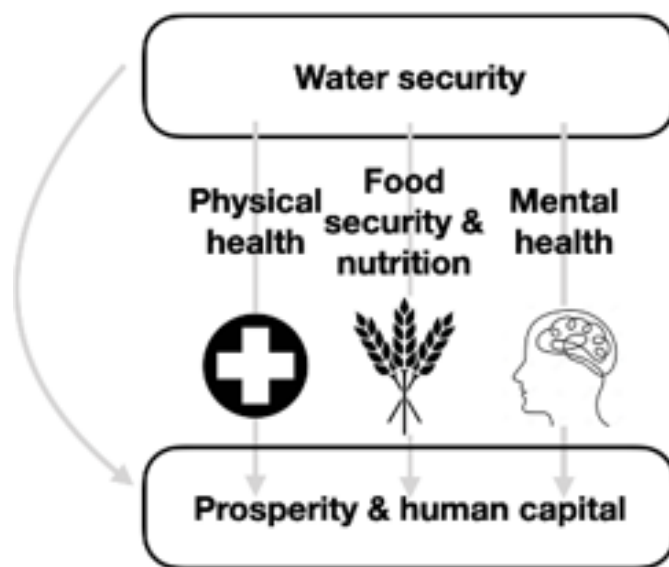 Water security
Physical
health
Food
security &
nutrition
Mental
health
Prosperity & human capital